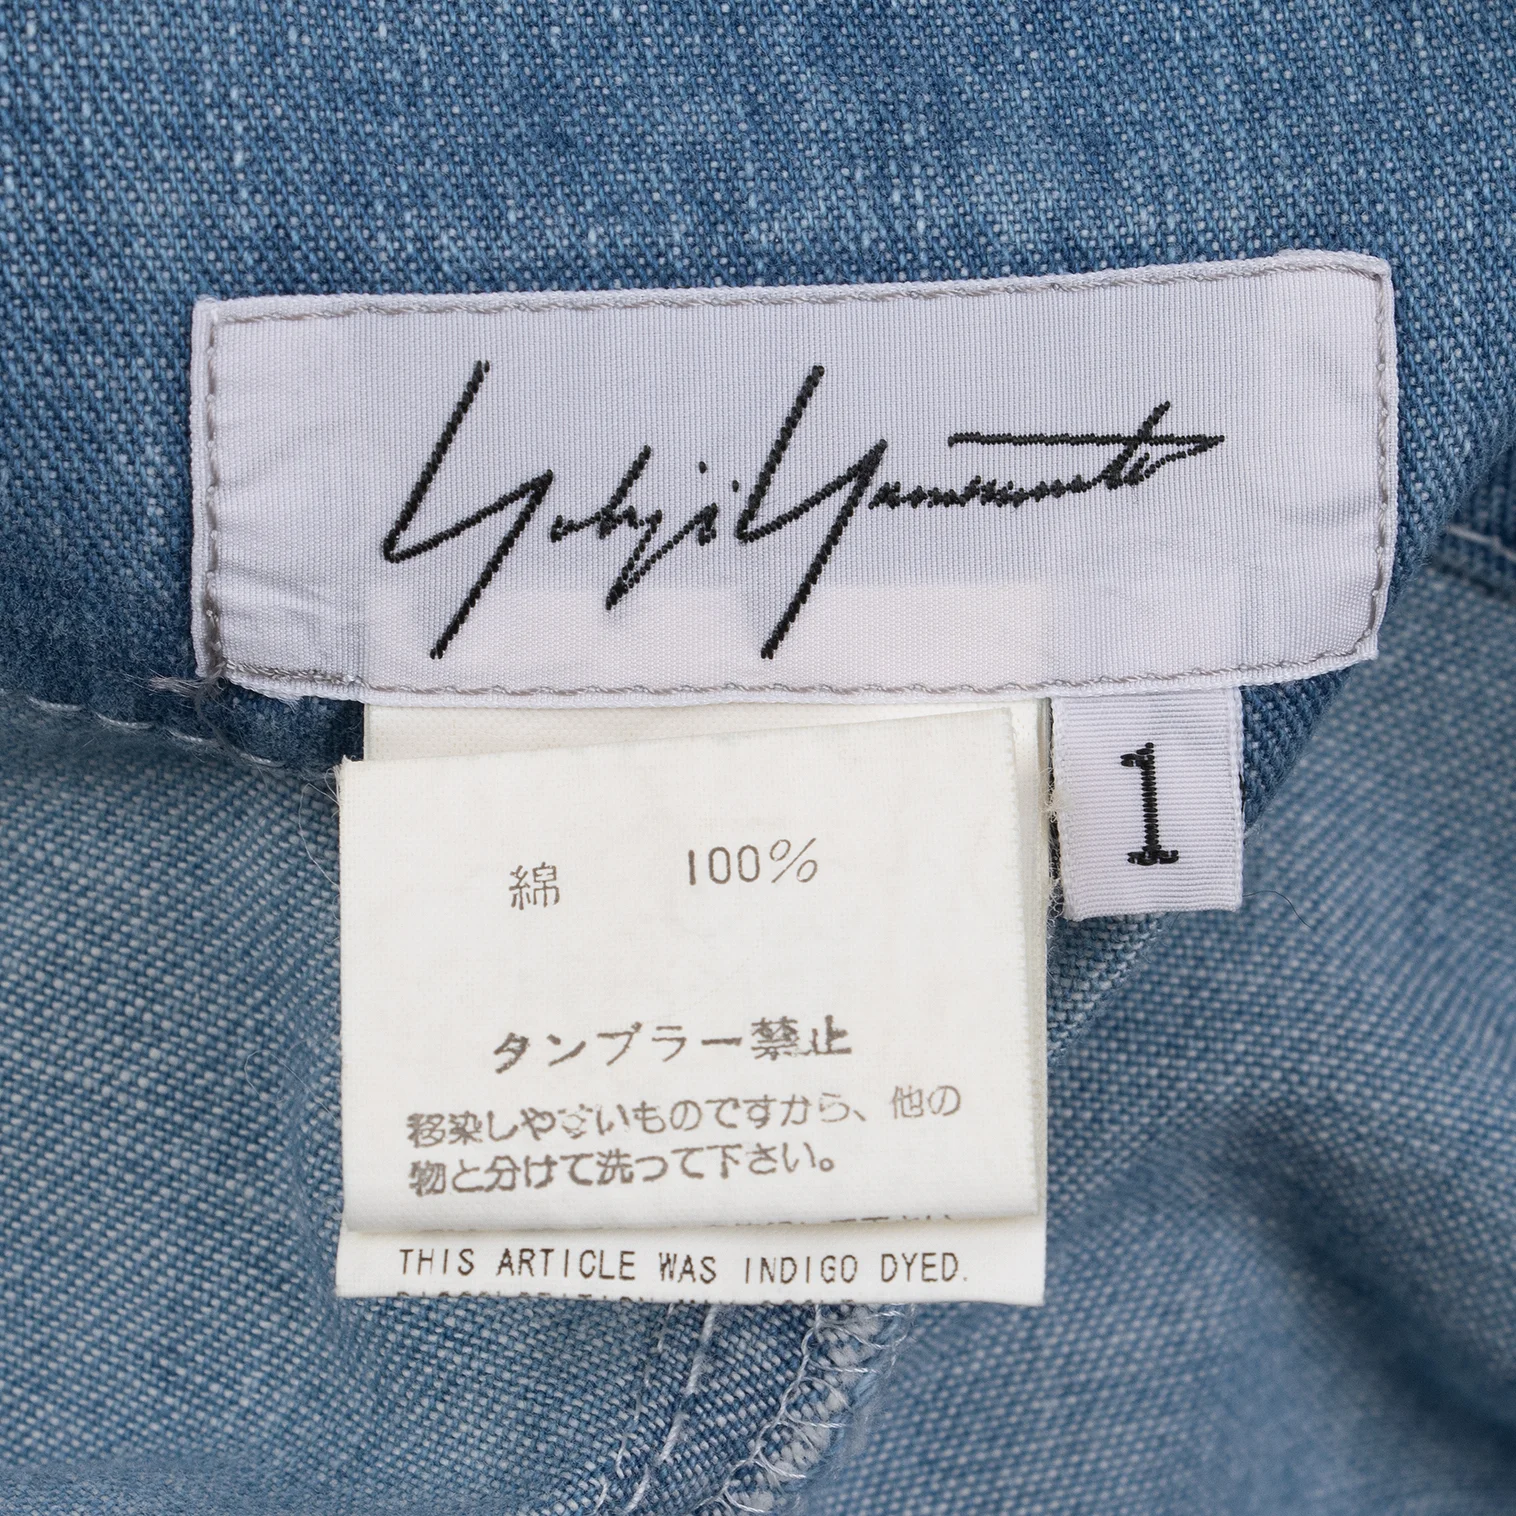 Yohji Yamamoto
1
綿 100%
タンブラー禁止
移染しやすいものですから、他の
物と分けて洗って下さい。
THIS ARTICLE WAS INDIGO DYED.